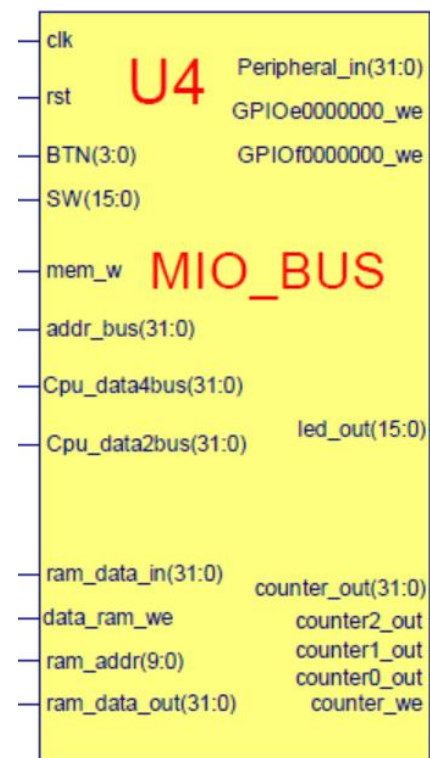 clk
U4
Peripheral_in(31:0)
rst
GPIOe0000000_we
BTN(3:0)
GPIOf0000000_we
SW(15:0)
mem_w
MIO_BUS
addr_bus(31:0)
Cpu_data4bus(31:0)
led_out(15:0)
Cpu_data2bus(31:0)
ram_data_in(31:0)
counter_out(31:0)
data_ram_we
counter2_out
counter1_out
ram_addr(9:0)
counter0_out
ram_data_out(31:0)
counter_we